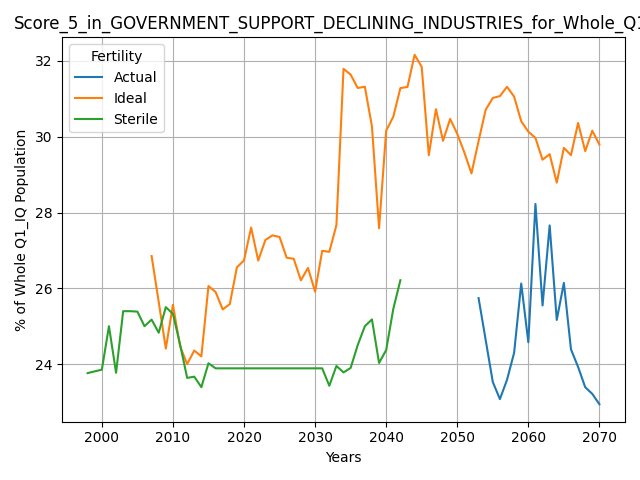 Score_5_in_GOVERNMENT_SUPPORT_DECLINING_INDUSTRIES_for_Whole_Q1
Fertility
Actual
Ideal
Sterile
% of Whole Q1_IQ Population
32
30
28
26
24
2000 2010 2020 2030 2040 2050 2060 2070
Years